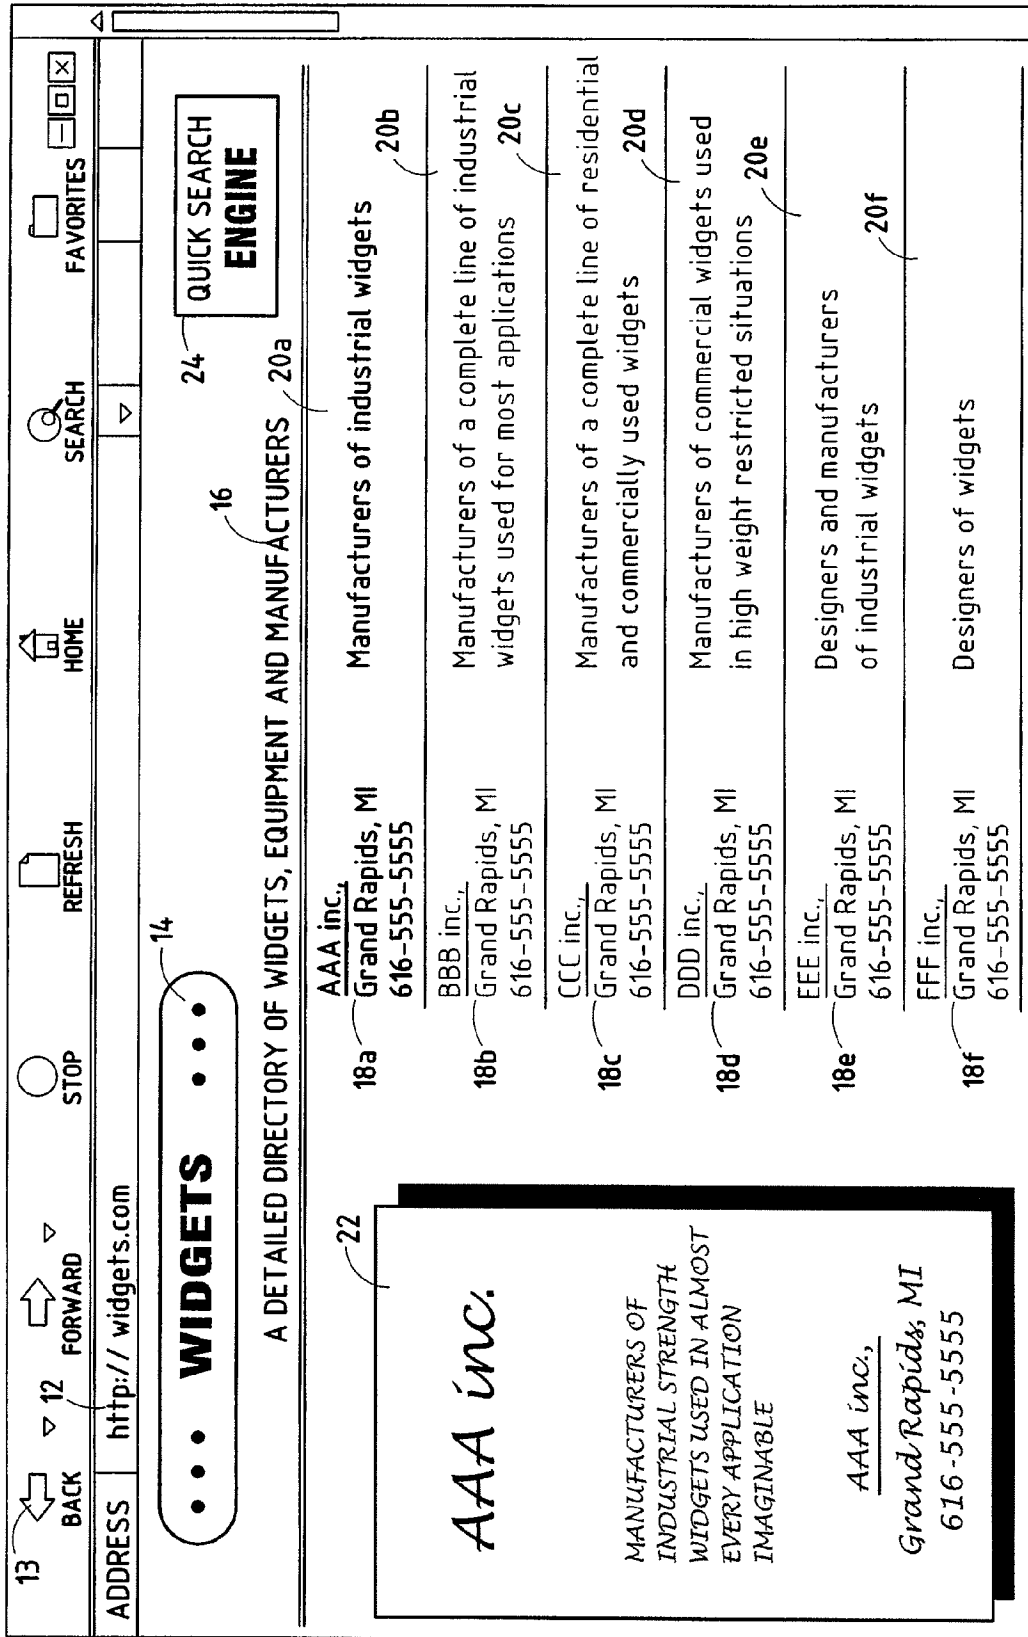 13
BACK
FORWARD
STOP
REFRESH
HOME
SEARCH
FAVORITES
12
ADDRESS http:// widgets.com
• • • WIDGETS • • •
14
24
QUICK SEARCH
ENGINE
16
A DETAILED DIRECTORY OF WIDGETS, EQUIPMENT AND MANUFACTURERS
22
AAA inc.
MANUFACTURERS OF
INDUSTRIAL STRENGTH
WIDGETS USED IN ALMOST
EVERY APPLICATION
IMAGINABLE
AAA inc.,
Grand Rapids, MI
616-555-5555
18a
AAA inc.,
Grand Rapids, MI
616-555-5555
20a
Manufacturers of industrial widgets
18b
BBB inc.,
Grand Rapids, MI
616-555-5555
20b
Manufacturers of a complete line of industrial
widgets used for most applications
18c
CCC inc.,
Grand Rapids, MI
616-555-5555
20c
Manufacturers of a complete line of residential
and commercially used widgets
18d
DDD inc.,
Grand Rapids, MI
616-555-5555
20d
Manufacturers of commercial widgets used
in high weight restricted situations
18e
EEE inc.,
Grand Rapids, MI
616-555-5555
20e
Designers and manufacturers
of industrial widgets
18f
FFF inc.,
Grand Rapids, MI
616-555-5555
20f
Designers of widgets